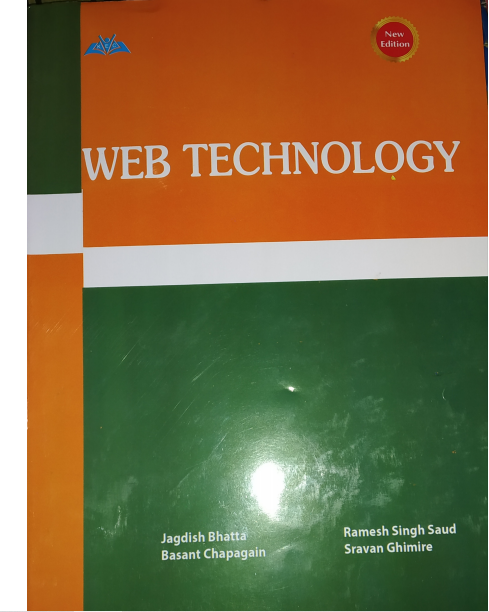 New
Edition
WEB TECHNOLOGY
Jagdish Bhatta
Basant Chapagain
Ramesh Singh Saud
Sravan Ghimire